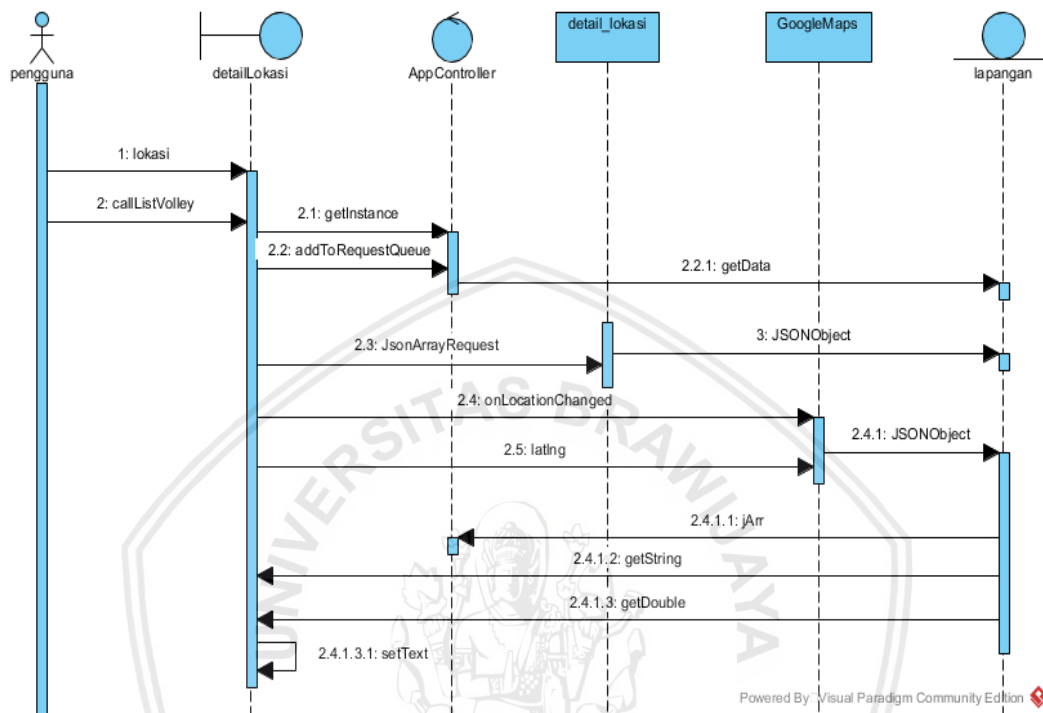 pengguna
detailLokasi
AppController
detail_lokasi
GoogleMaps
lapangan
1: lokasi
2: callListVolley
2.1: getInstance
2.2: addToRequestQueue
2.2.1: getData
2.3: JsonArrayRequest
3: JSONObject
2.4: onLocationChanged
2.4.1: JSONObject
2.5: latlng
2.4.1.1: jArr
2.4.1.2: getString
2.4.1.3: getDouble
2.4.1.3.1: setText
UNIVERSITAS BRAWIJAYA
Powered By Visual Paradigm Community Edition